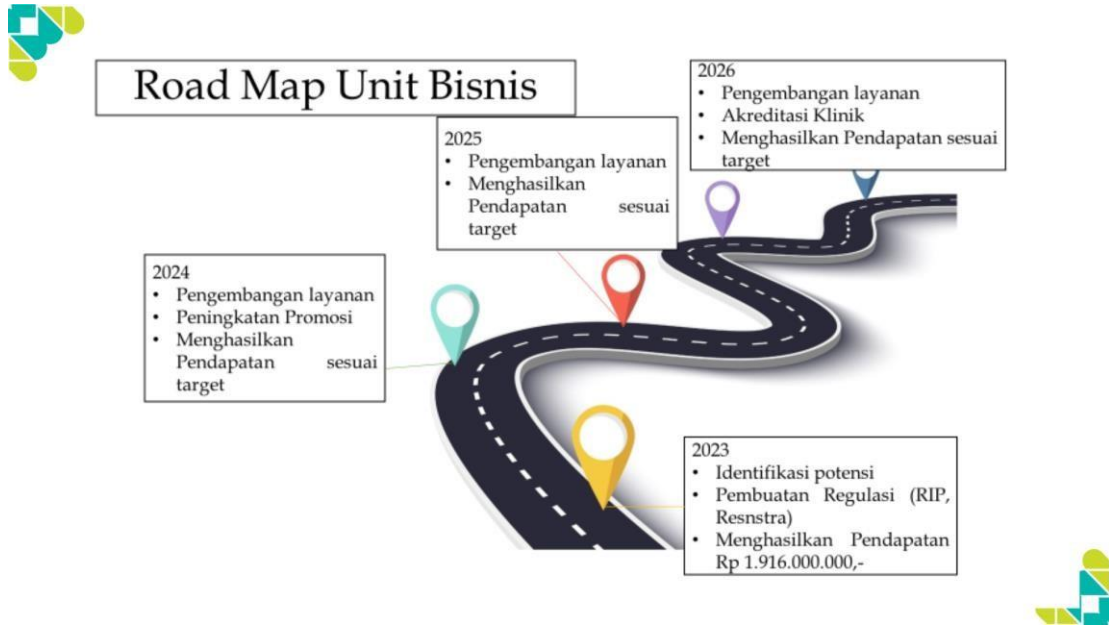 Road Map Unit Bisnis
2026
• Pengembangan layanan
• Akreditasi Klinik
• Menghasilkan Pendapatan sesuai
target
2025
• Pengembangan layanan
• Menghasilkan
Pendapatan sesuai
target
2024
• Pengembangan layanan
• Peningkatan Promosi
• Menghasilkan
Pendapatan sesuai
target
2023
• Identifikasi potensi
• Pembuatan Regulasi (RIP,
Resnstra)
• Menghasilkan Pendapatan
Rp 1.916.000.000,-